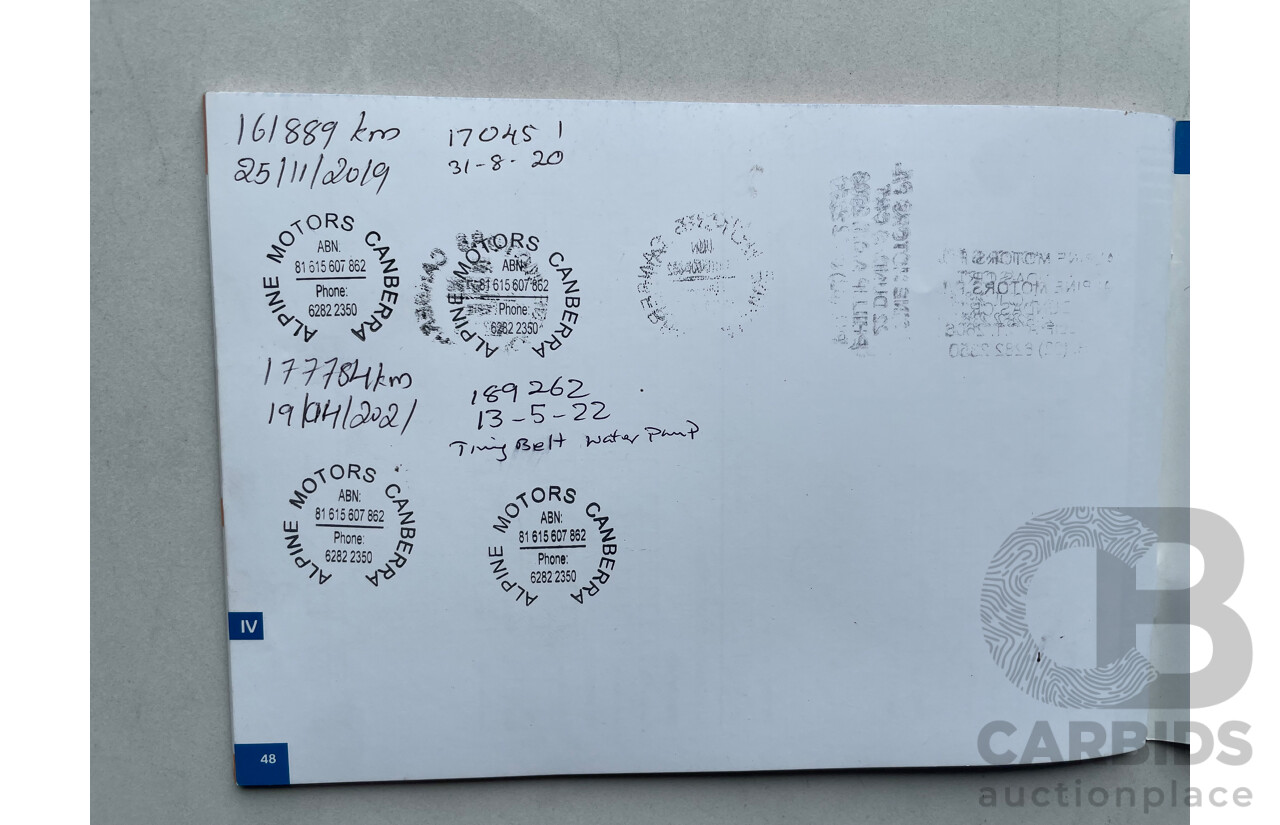 161889 km
25/11/2019
ALPINE MOTORS CANBERRA
ABN:
81 615 607 862
Phone:
6282 2350
170451
31-8-20
ALPINE MOTORS CANBERRA
ABN:
81 615 607 862
Phone:
6282 2350
177784km
19/04/2021
ALPINE MOTORS CANBERRA
ABN:
81 615 607 862
Phone:
6282 2350
189262
13-5-22
Timing Belt Water Pump
ALPINE MOTORS CANBERRA
ABN:
81 615 607 862
Phone:
6282 2350
IV
48
CB
CARBIDS
auctionplace